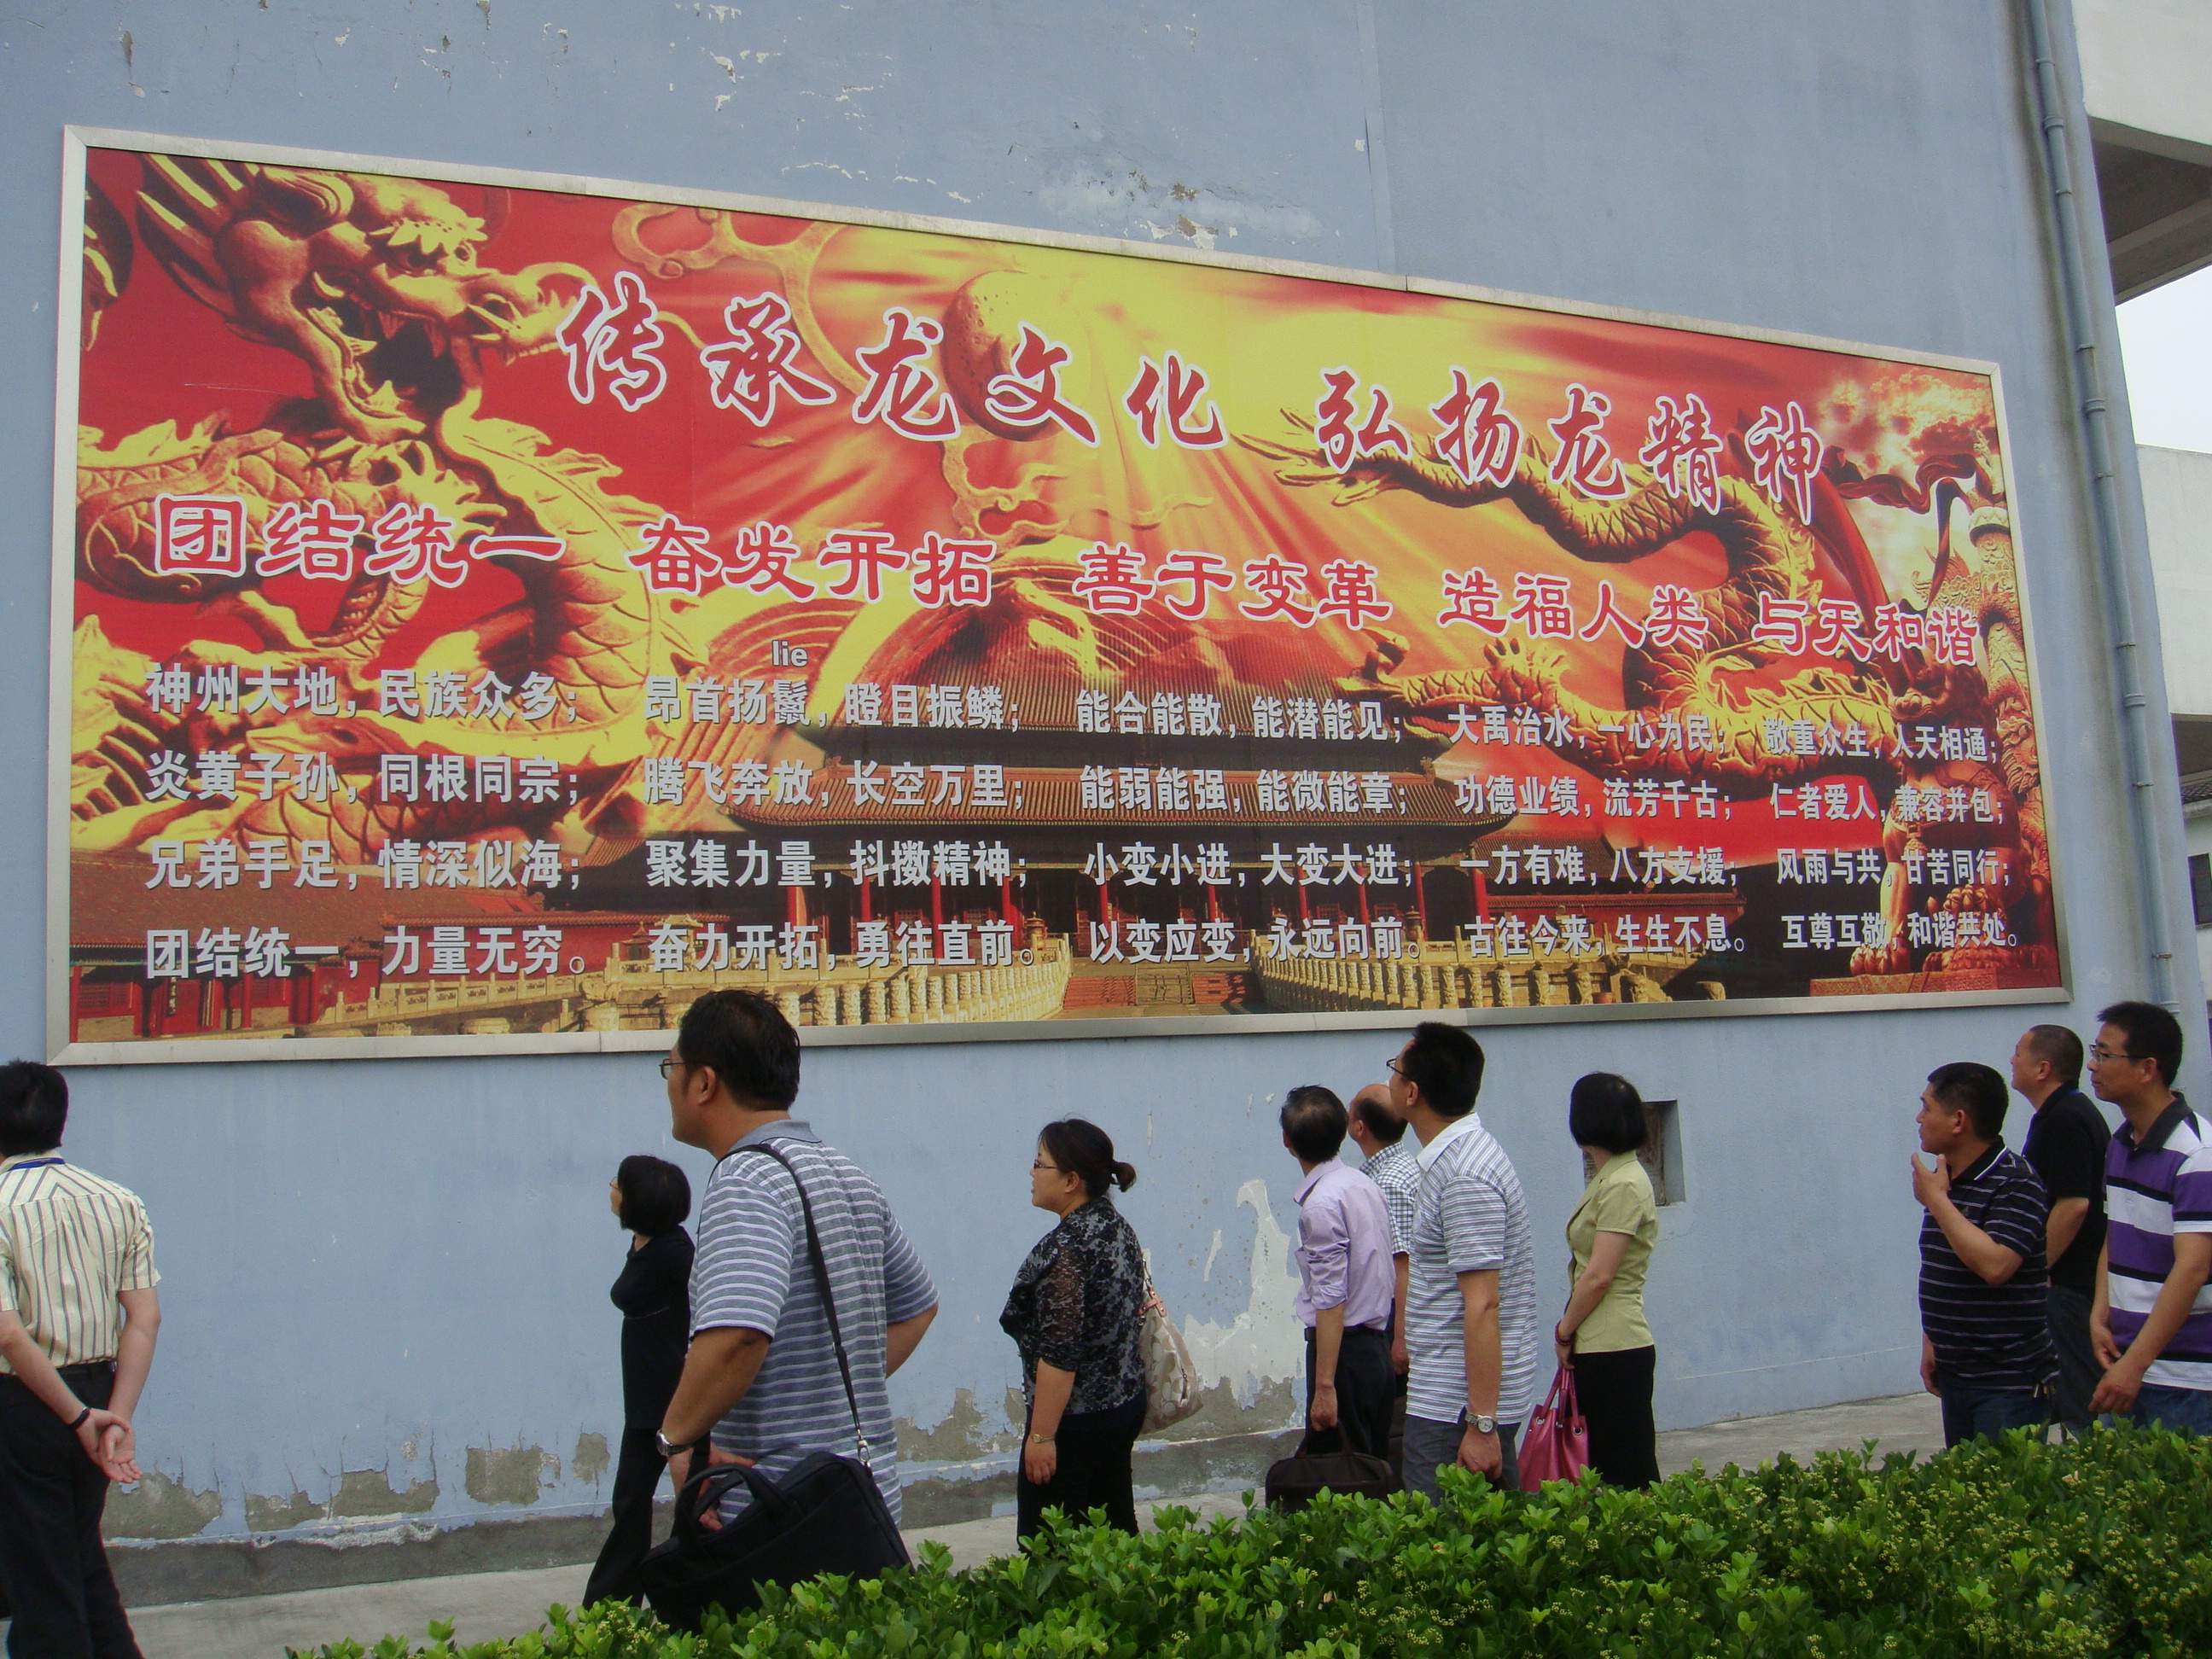 传承龙文化 弘扬龙精神
团结统一 奋发开拓 善于变革 造福人类 与天和谐
lie
神州大地，民族众多； 昂首扬鬣，瞪目振鳞； 能合能散，能潜能见； 大禹治水，一心为民； 敬重众生，人天相通；
炎黄子孙，同根同宗； 腾飞奔放，长空万里； 能弱能强，能微能章； 功德业绩，流芳千古； 仁者爱人，兼容并包；
兄弟手足，情深似海； 聚集力量，抖擞精神； 小变小进，大变大进； 一方有难，八方支援； 风雨与共，甘苦同行；
团结统一，力量无穷。 奋力开拓，勇往直前。 以变应变，永远向前。 古往今来，生生不息。 互尊互敬，和谐共处。